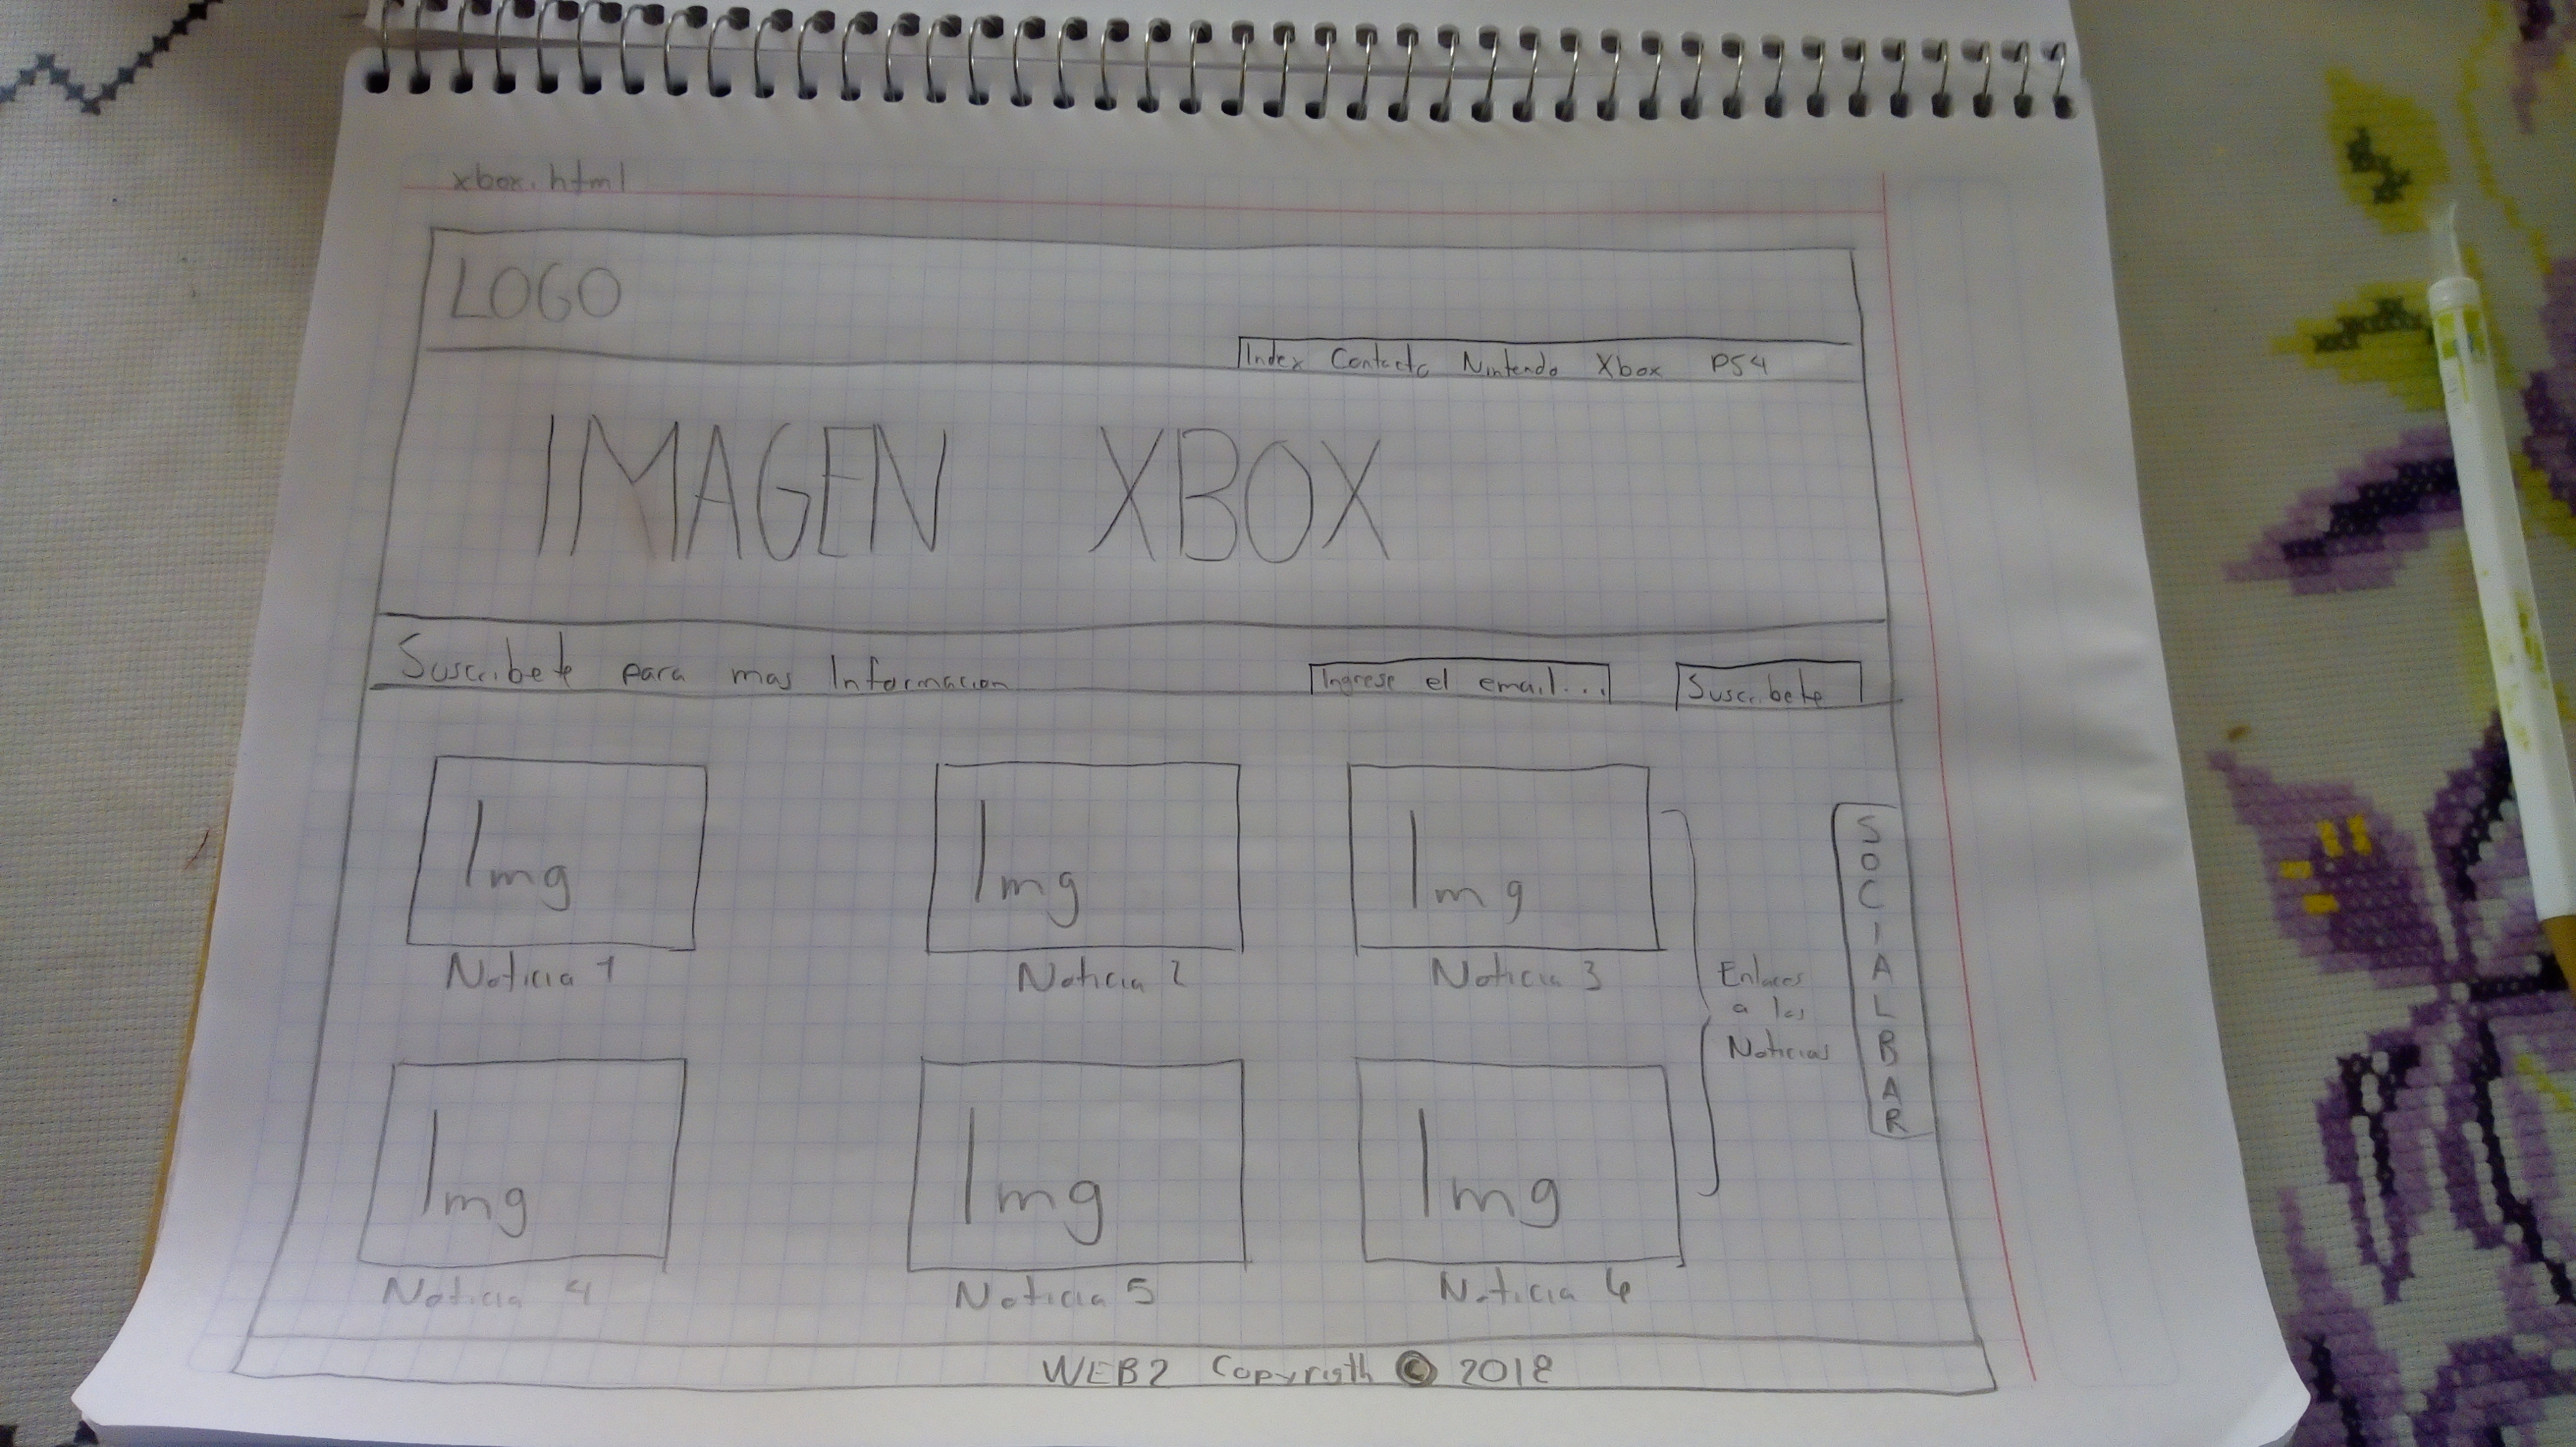 xbox.html
LOGO
Index Contacto Nintendo Xbox PS4
IMAGEN XBOX
Suscribete para mas Informacion
Ingrese el email...
Suscribete
Img
Img
Img
Noticia 1
Noticia 2
Noticia 3
Enlaces
a las
Noticias
SOCIALBAR
Img
Img
Img
Noticia 4
Noticia 5
Noticia 6
WEB2 Copyrigth © 2018